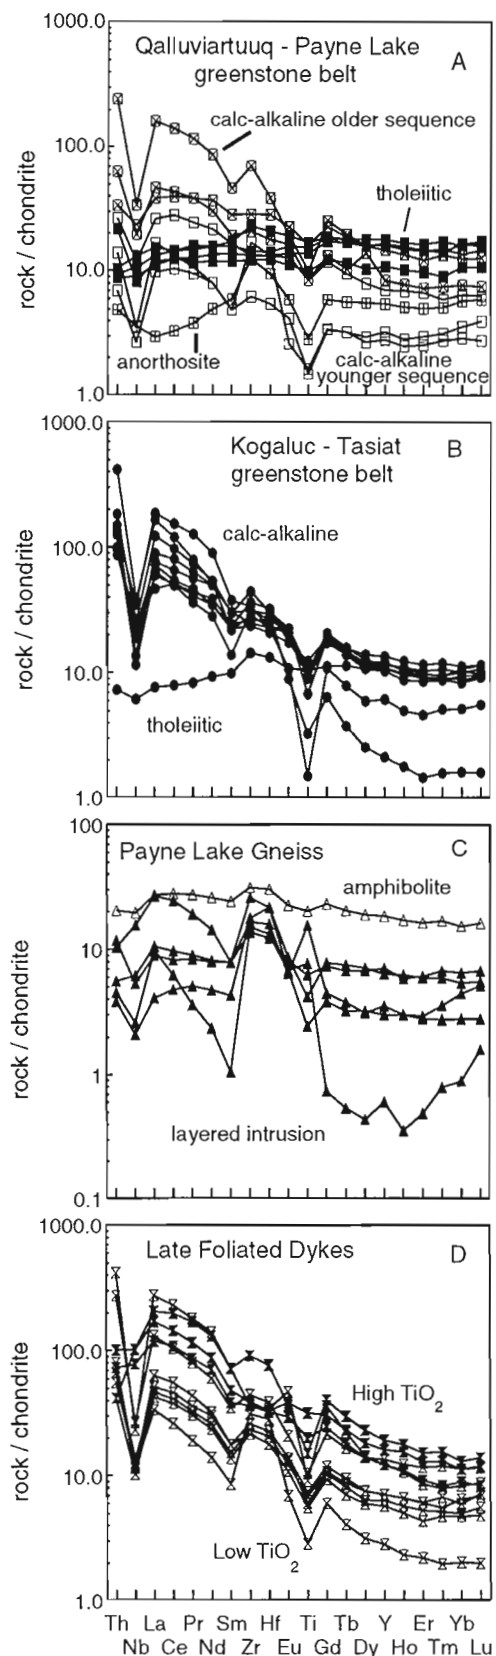 1000.0
Qalluviartuuq - Payne Lake
greenstone belt
A
calc-alkaline older sequence
100.0
tholeiitic
rock / chondrite
10.0
anorthosite
calc-alkaline
younger sequence
1.0
1000.0
Kogaluc - Tasiat
greenstone belt
B
calc-alkaline
100.0
rock / chondrite
10.0
tholeiitic
1.0
100
Payne Lake Gneiss
C
amphibolite
10
rock / chondrite
1
layered intrusion
0.1
1000.0
Late Foliated Dykes
D
100.0
High TiO2
rock / chondrite
10.0
Low TiO2
1.0
Th La Pr Sm Hf Ti Tb Y Er Yb
Nb Ce Nd Zr Eu Gd Dy Ho Tm Lu